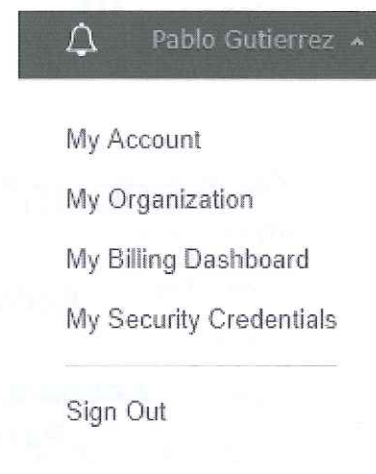 Pablo Gutierrez
My Account
My Organization
My Billing Dashboard
My Security Credentials
Sign Out